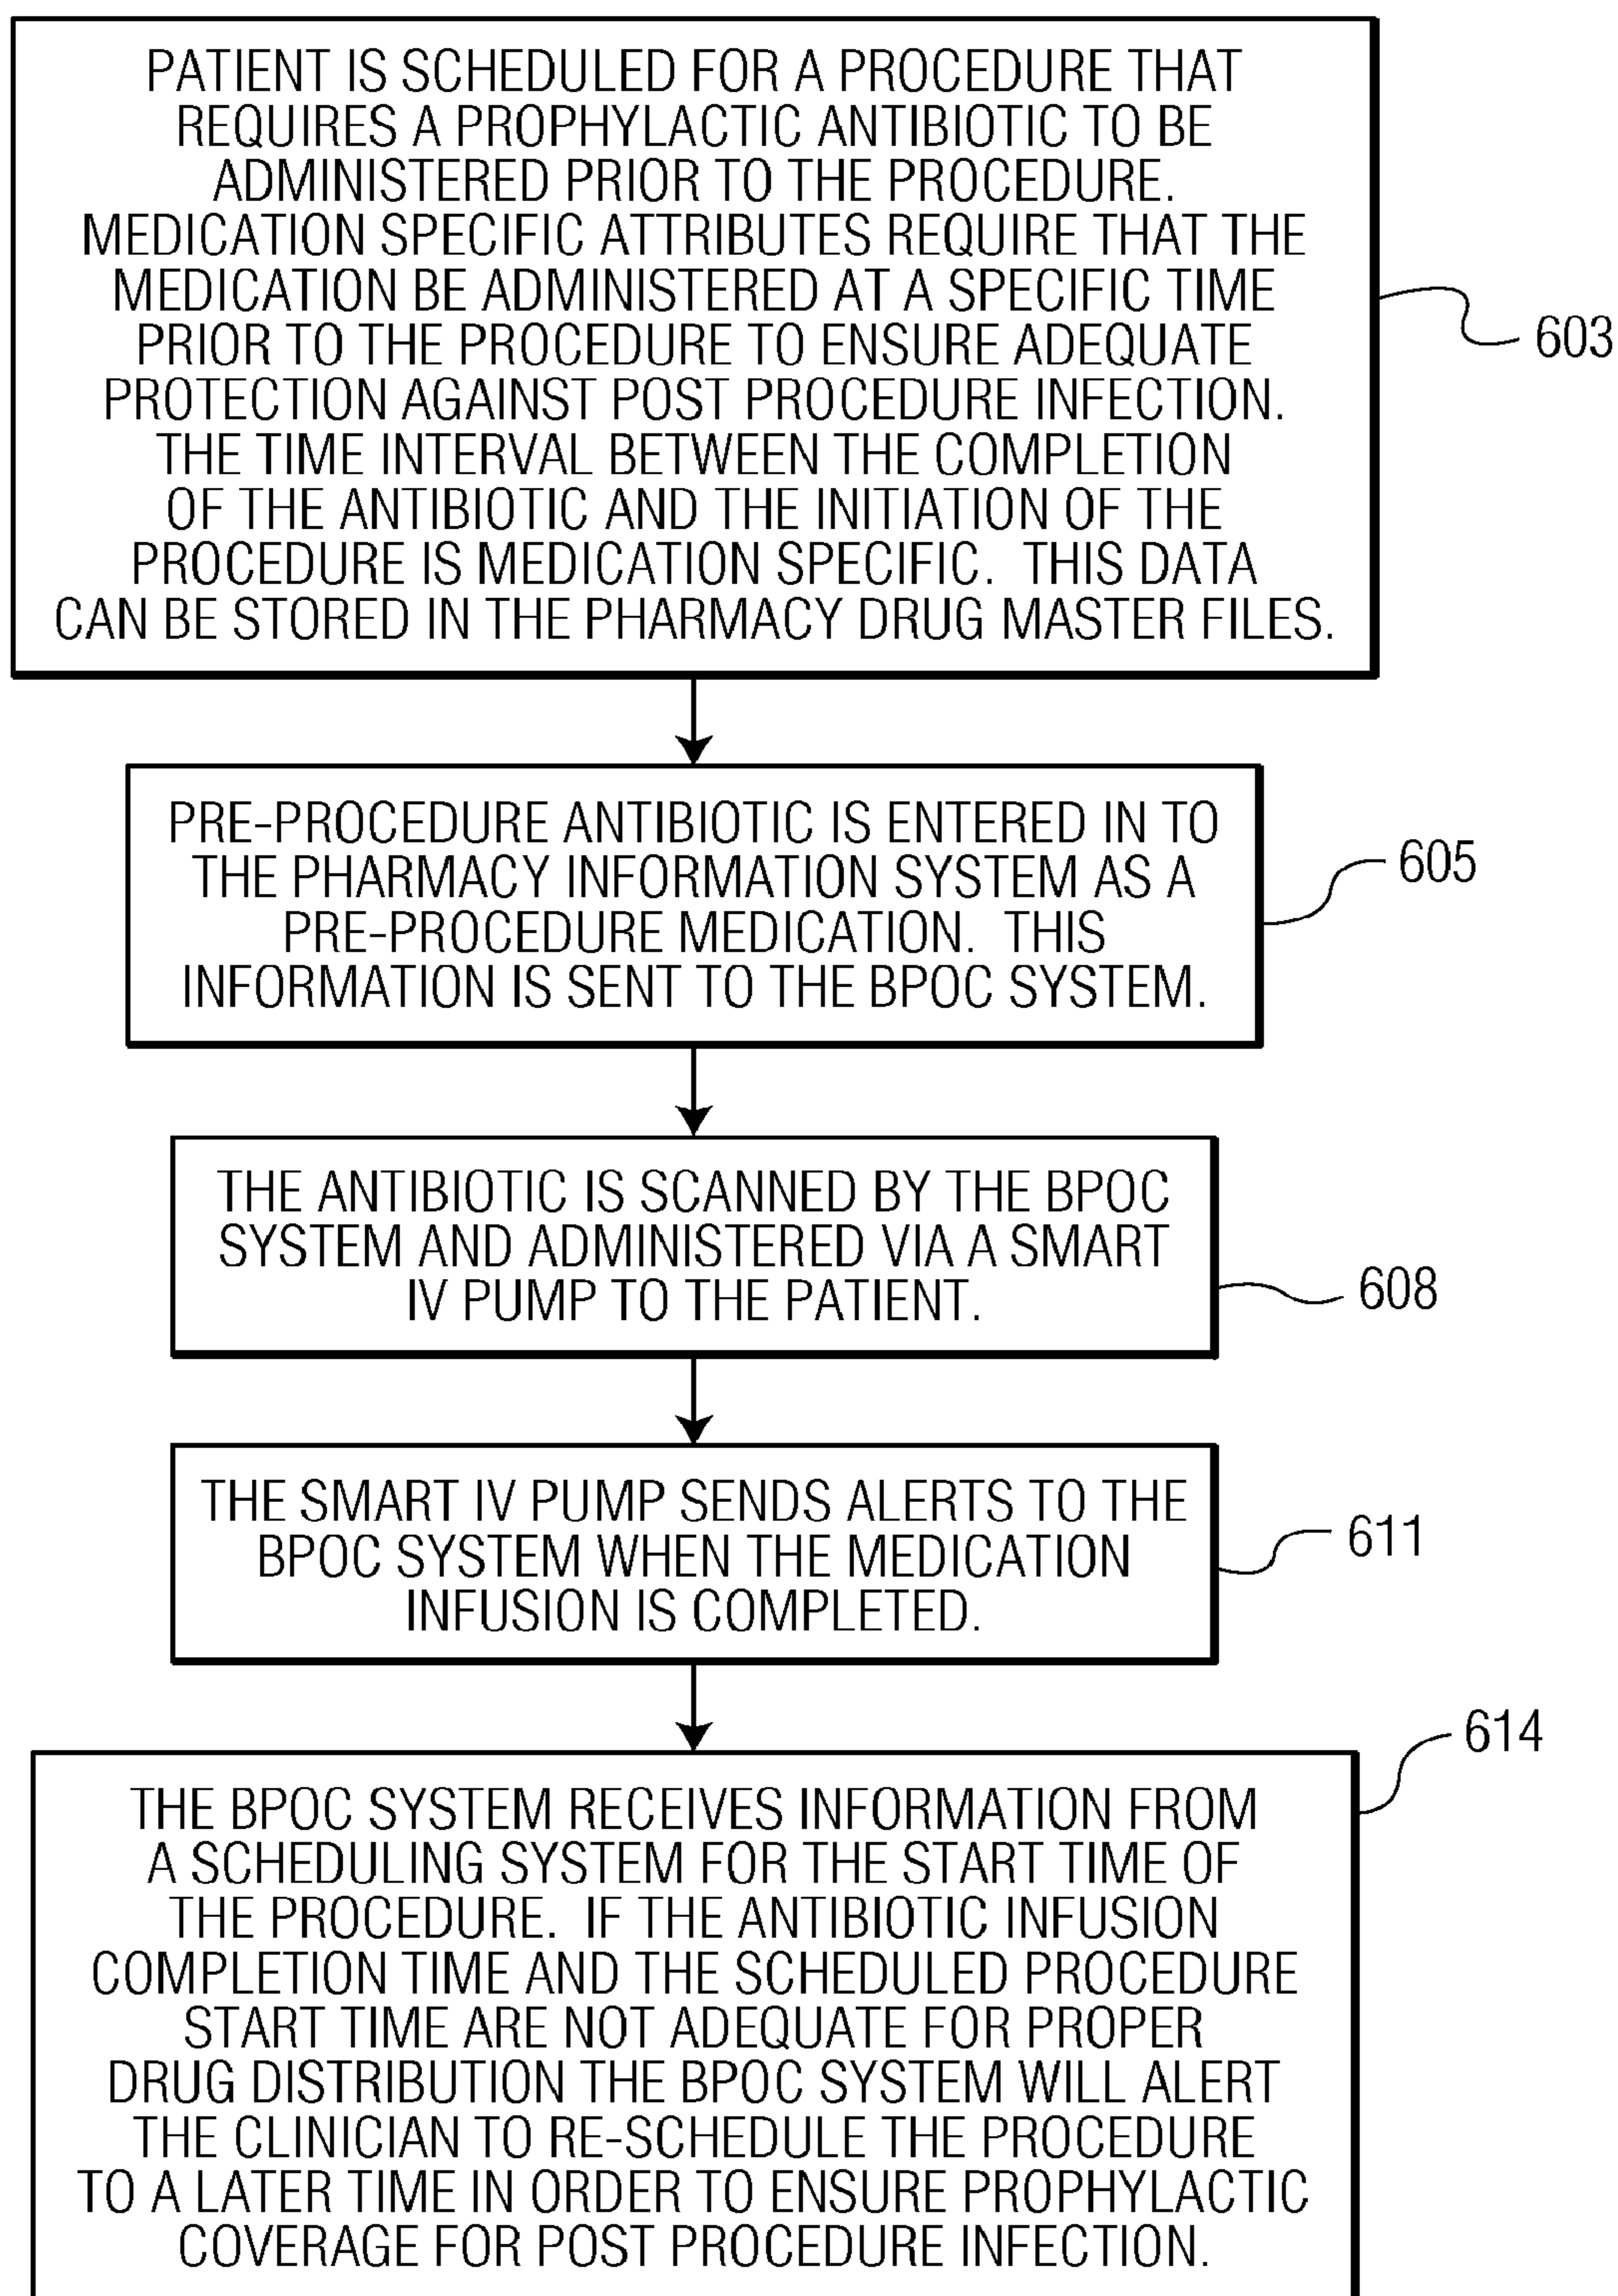 PATIENT IS SCHEDULED FOR A PROCEDURE THAT
REQUIRES A PROPHYLACTIC ANTIBIOTIC TO BE
ADMINISTERED PRIOR TO THE PROCEDURE.
MEDICATION SPECIFIC ATTRIBUTES REQUIRE THAT THE
MEDICATION BE ADMINISTERED AT A SPECIFIC TIME
PRIOR TO THE PROCEDURE TO ENSURE ADEQUATE
PROTECTION AGAINST POST PROCEDURE INFECTION.
THE TIME INTERVAL BETWEEN THE COMPLETION
OF THE ANTIBIOTIC AND THE INITIATION OF THE
PROCEDURE IS MEDICATION SPECIFIC. THIS DATA
CAN BE STORED IN THE PHARMACY DRUG MASTER FILES.
603
PRE-PROCEDURE ANTIBIOTIC IS ENTERED IN TO
THE PHARMACY INFORMATION SYSTEM AS A
PRE-PROCEDURE MEDICATION. THIS
INFORMATION IS SENT TO THE BPOC SYSTEM.
605
THE ANTIBIOTIC IS SCANNED BY THE BPOC
SYSTEM AND ADMINISTERED VIA A SMART
IV PUMP TO THE PATIENT.
608
THE SMART IV PUMP SENDS ALERTS TO THE
BPOC SYSTEM WHEN THE MEDICATION
INFUSION IS COMPLETED.
611
614
THE BPOC SYSTEM RECEIVES INFORMATION FROM
A SCHEDULING SYSTEM FOR THE START TIME OF
THE PROCEDURE. IF THE ANTIBIOTIC INFUSION
COMPLETION TIME AND THE SCHEDULED PROCEDURE
START TIME ARE NOT ADEQUATE FOR PROPER
DRUG DISTRIBUTION THE BPOC SYSTEM WILL ALERT
THE CLINICIAN TO RE-SCHEDULE THE PROCEDURE
TO A LATER TIME IN ORDER TO ENSURE PROPHYLACTIC
COVERAGE FOR POST PROCEDURE INFECTION.